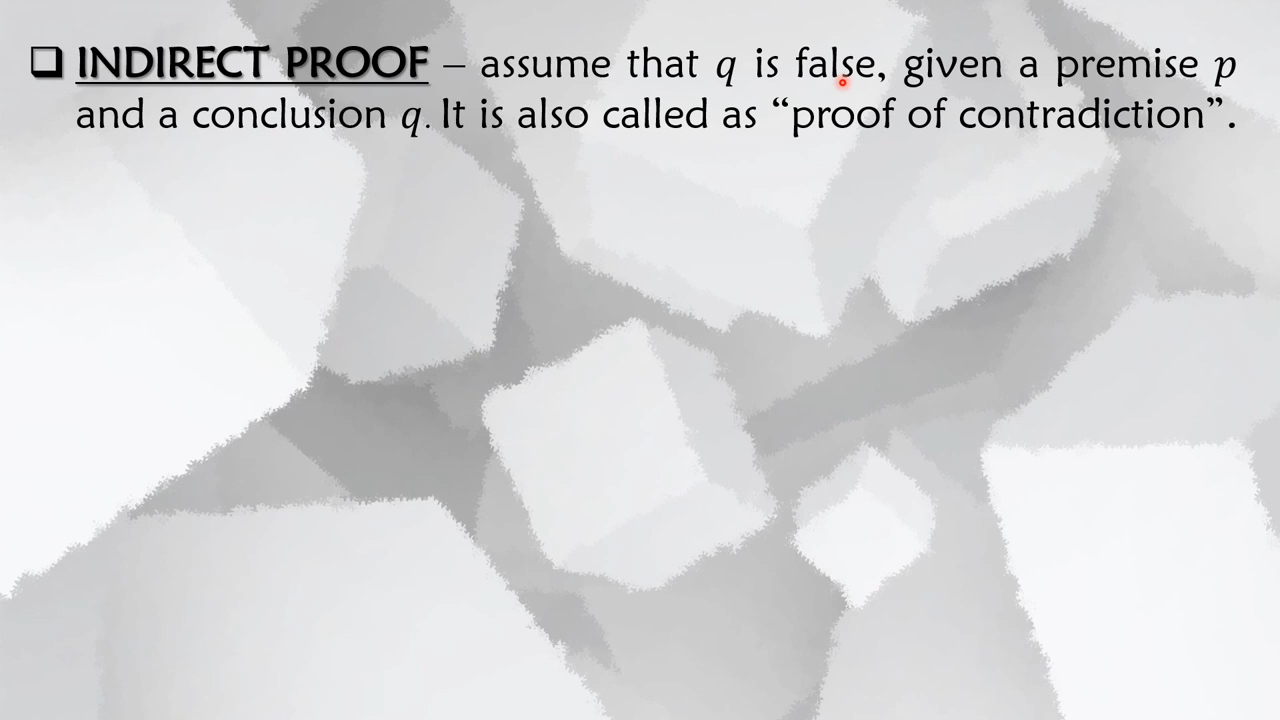 ❑ INDIRECT PROOF – assume that q is false, given a premise p
and a conclusion q. It is also called as “proof of contradiction”.